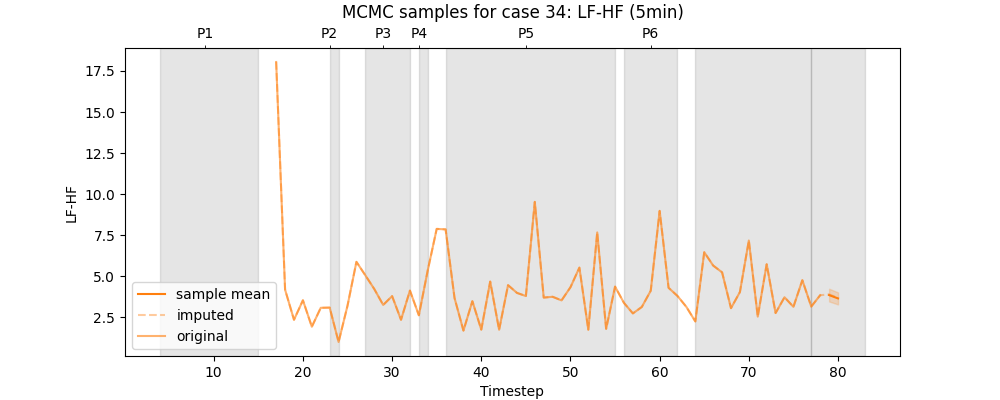 MCMC samples for case 34: LF-HF (5min)
P1 P2 P3 P4 P5 P6
17.5
15.0
12.5
10.0
7.5
5.0
2.5
LF-HF
sample mean
imputed
original
10 20 30 40 50 60 70 80
Timestep